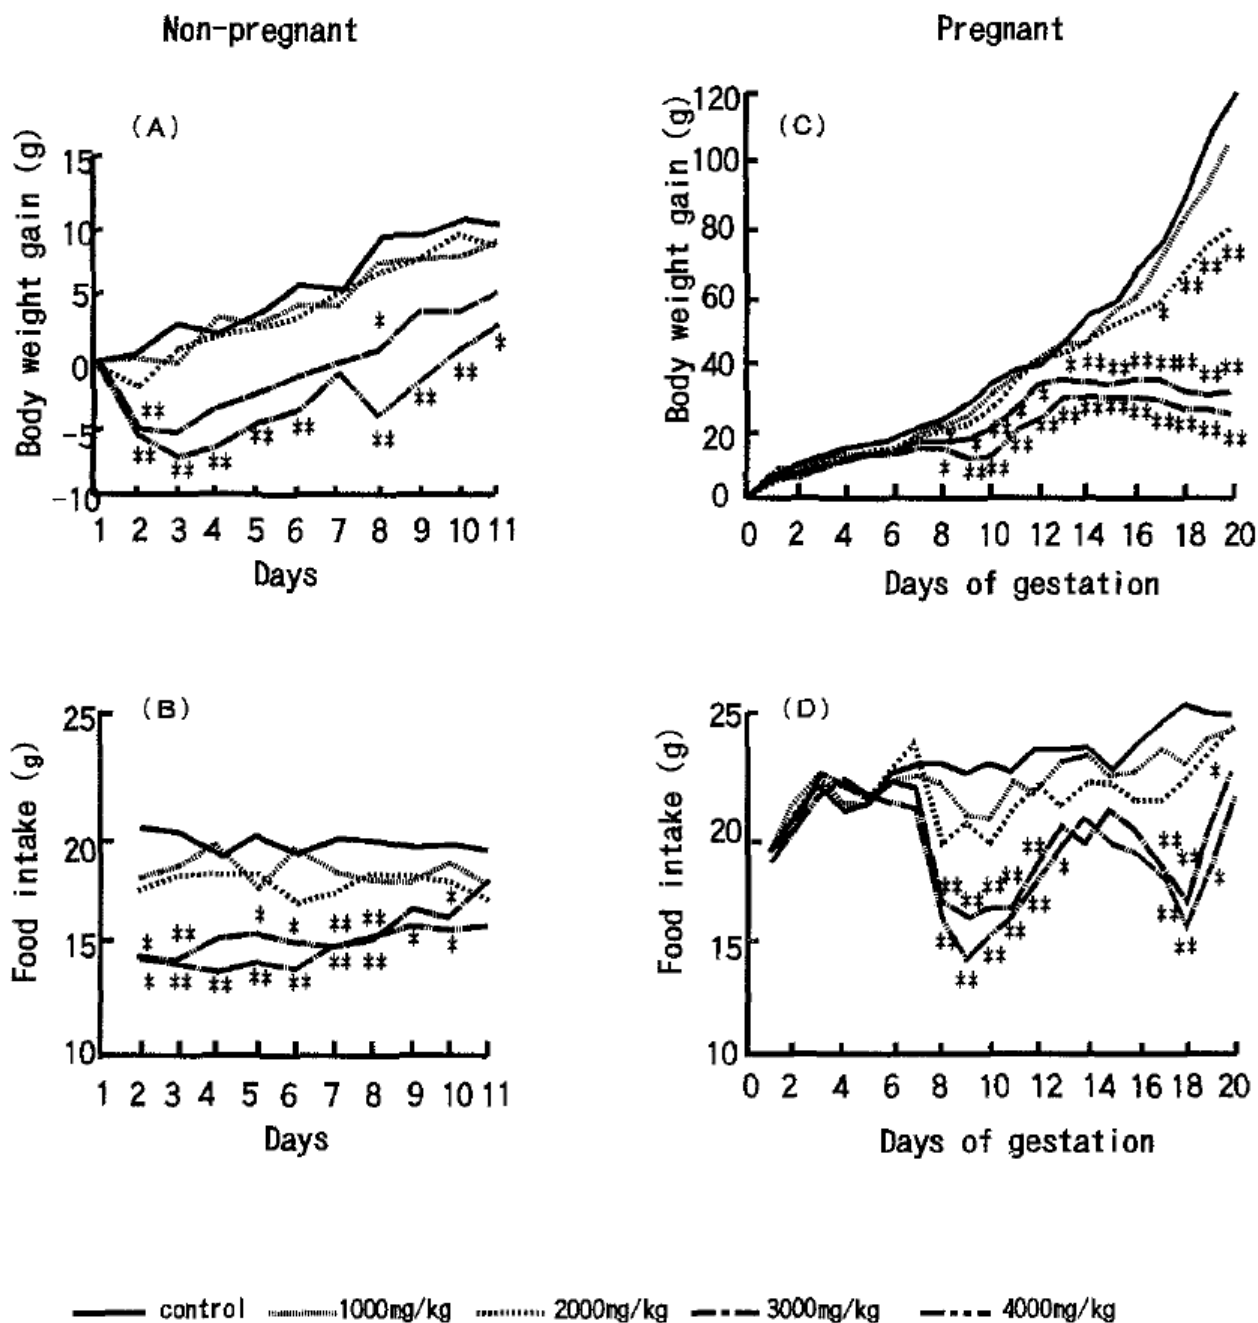 Non-pregnant
Pregnant
(A)
Body weight gain (g)
15
10
5
0
-5
-10
1 2 3 4 5 6 7 8 9 10 11
Days
(C)
Body weight gain (g)
120
100
80
60
40
20
0
0 2 4 6 8 10 12 14 16 18 20
Days of gestation
(B)
Food intake (g)
25
20
15
10
1 2 3 4 5 6 7 8 9 10 11
Days
(D)
Food intake (g)
25
20
15
10
0 2 4 6 8 10 12 14 16 18 20
Days of gestation
control 1000mg/kg 2000mg/kg 3000mg/kg 4000mg/kg